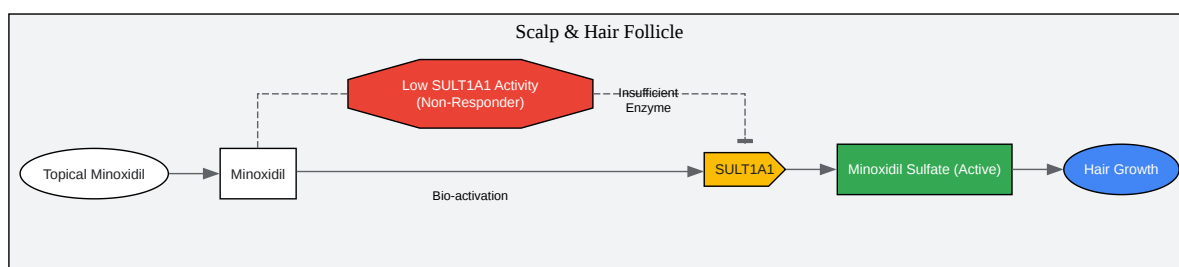 Scalp & Hair Follicle
Low SULT1A1 Activity
(Non-Responder)
Insufficient
Enzyme
Topical Minoxidil
Minoxidil
Bio-activation
SULT1A1
Minoxidil Sulfate (Active)
Hair Growth